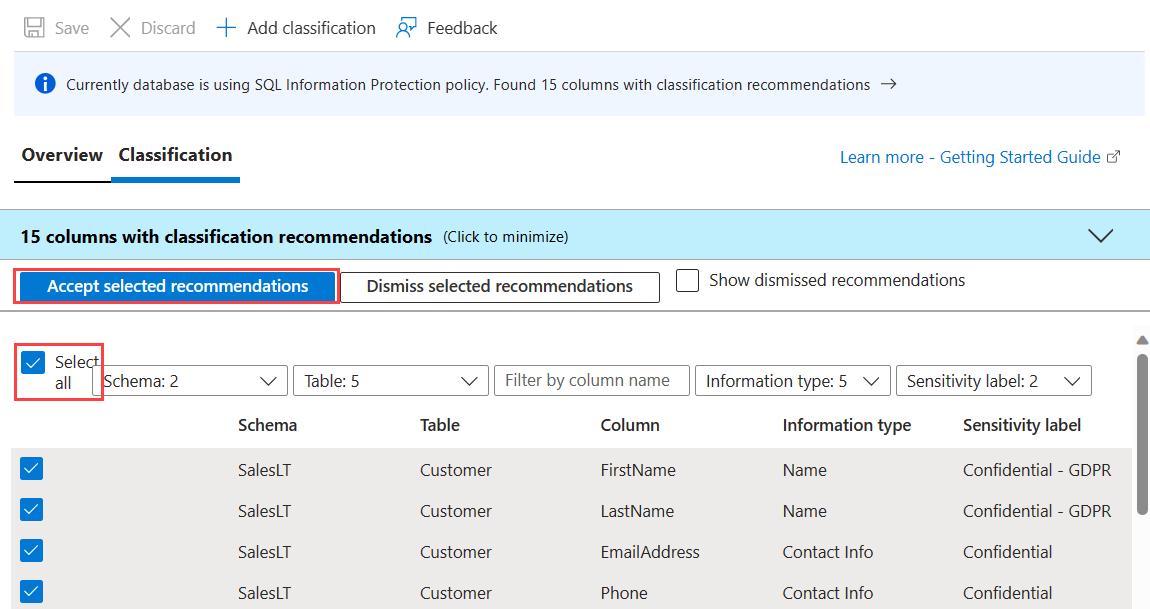 Save Discard Add classification Feedback
Currently database is using SQL Information Protection policy. Found 15 columns with classification recommendations →
Overview Classification
Learn more - Getting Started Guide
15 columns with classification recommendations (Click to minimize)
Accept selected recommendations Dismiss selected recommendations Show dismissed recommendations
Select
all
Schema: 2 Table: 5 Filter by column name Information type: 5 Sensitivity label: 2
Schema Table Column Information type Sensitivity label
SalesLT Customer FirstName Name Confidential - GDPR
SalesLT Customer LastName Name Confidential - GDPR
SalesLT Customer EmailAddress Contact Info Confidential
SalesLT Customer Phone Contact Info Confidential